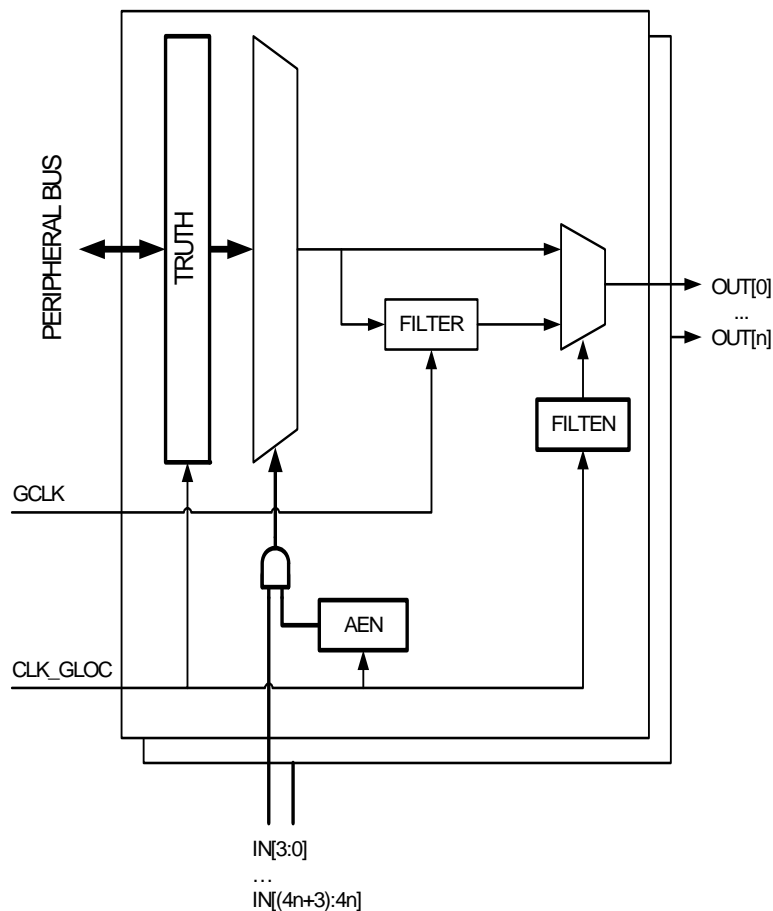 PERIPHERAL BUS
TRUTH
FILTER
OUT[0]
...
OUT[n]
FILTEN
GCLK
AEN
CLK_GLOC
IN[3:0]
...
IN[(4n+3):4n]